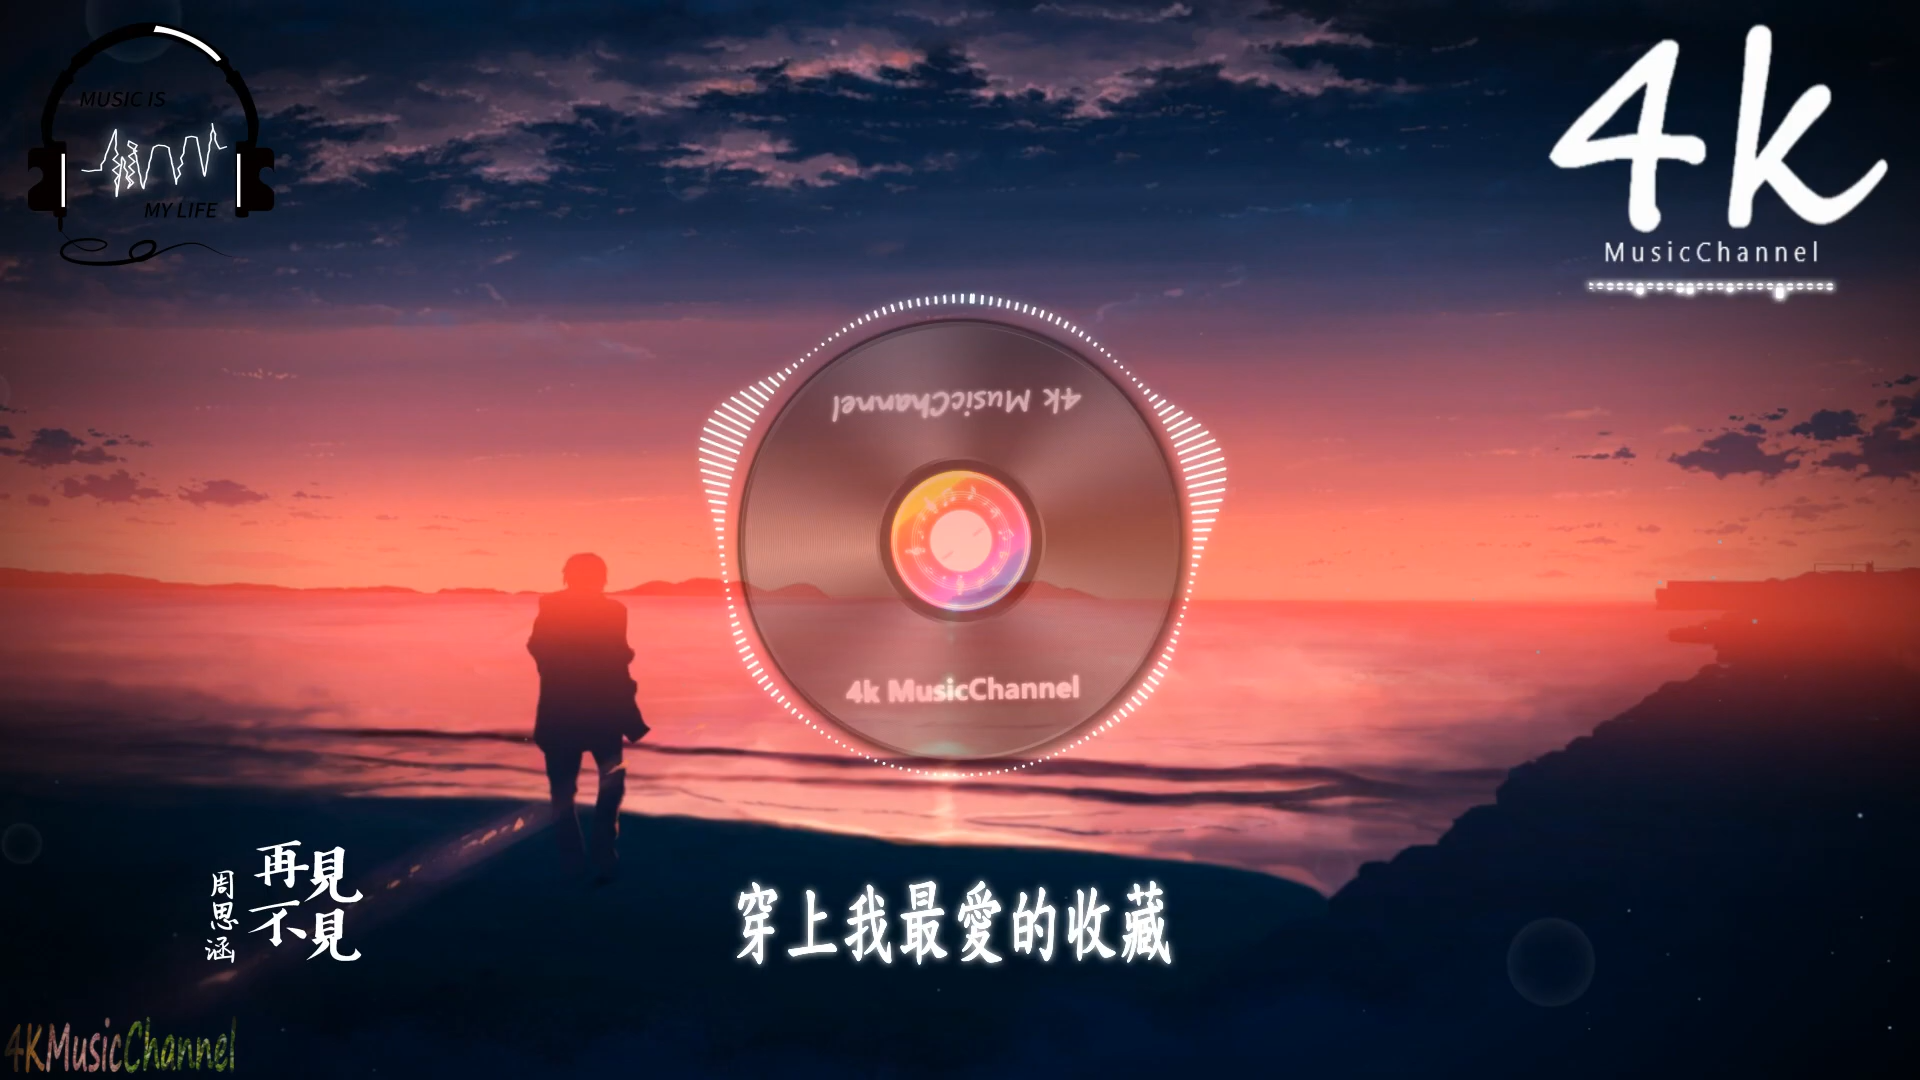 MUSIC IS
MY LIFE
4k
MusicChannel
4k MusicChannel
4k MusicChannel
再見
不見
周思涵
穿上我最愛的收藏
4KMusicChannel